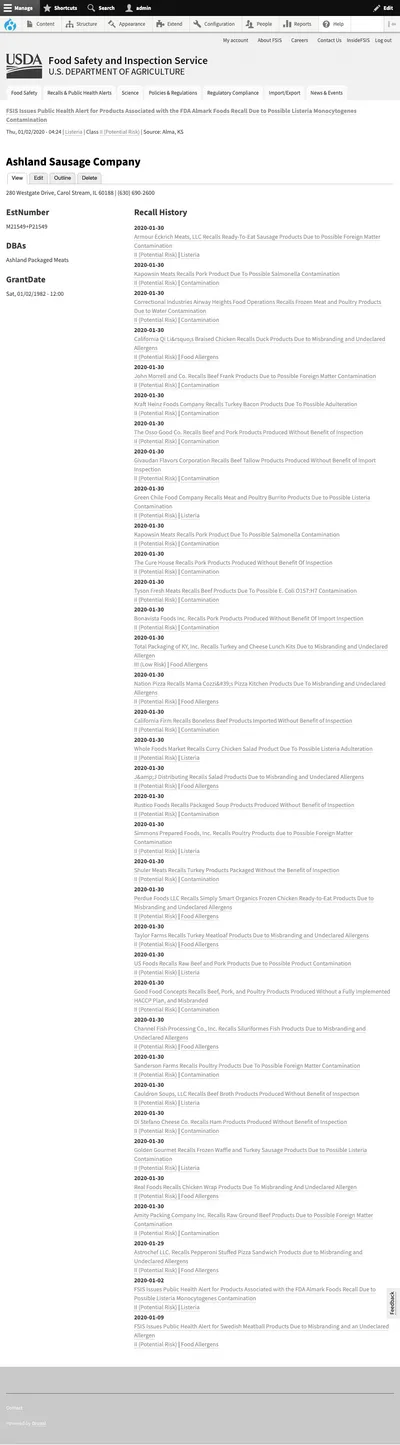 Manage Shortcuts Search admin Edit
Content Structure Appearance Extend Configuration People Reports Help
My account About FSIS Careers Contact Us InsideFSIS Log out
USDA
Food Safety and Inspection Service
U.S. DEPARTMENT OF AGRICULTURE
Food Safety Recalls & Public Health Alerts Science Policies & Regulations Regulatory Compliance Import/Export News & Events
FSIS Issues Public Health Alert for Products Associated with the FDA Almark Foods Recall Due to Possible Listeria Monocytogenes
Contamination
Thu, 01/02/2020 - 04:24 | Listeria | Class II (Potential Risk) | Source: Alma, KS
Ashland Sausage Company
View Edit Outline Delete
280 Westgate Drive, Carol Stream, IL 60188 | (630) 690-2600
EstNumber
M21549+P21549
DBAs
Ashland Packaged Meats
GrantDate
Sat, 01/02/1982 - 12:00
Recall History
2020-01-30
Armour Eckrich Meats, LLC Recalls Ready-To-Eat Sausage Products Due to Possible Foreign Matter
Contamination
II (Potential Risk) | Listeria
2020-01-30
Kapowsin Meats Recalls Pork Product Due To Possible Salmonella Contamination
II (Potential Risk) | Contamination
2020-01-30
Correctional Industries Airway Heights Food Operations Recalls Frozen Meat and Poultry Products
Due to Water Contamination
II (Potential Risk) | Contamination
2020-01-30
California Qi Li&rsquo;s Braised Chicken Recalls Duck Products Due to Misbranding and Undeclared
Allergens
II (Potential Risk) | Food Allergens
2020-01-30
John Morrell and Co. Recalls Beef Frank Products Due to Possible Foreign Matter Contamination
II (Potential Risk) | Contamination
2020-01-30
Kraft Heinz Foods Company Recalls Turkey Bacon Products Due To Possible Adulteration
II (Potential Risk) | Contamination
2020-01-30
The Osso Good Co. Recalls Beef and Pork Products Produced Without Benefit of Inspection
II (Potential Risk) | Contamination
2020-01-30
Givaudan Flavors Corporation Recalls Beef Tallow Products Produced Without Benefit of Import
Inspection
II (Potential Risk) | Contamination
2020-01-30
Green Chile Food Company Recalls Meat and Poultry Burrito Products Due to Possible Listeria
Contamination
II (Potential Risk) | Listeria
2020-01-30
Kapowsin Meats Recalls Pork Product Due To Possible Salmonella Contamination
II (Potential Risk) | Contamination
2020-01-30
The Cure House Recalls Pork Products Produced Without Benefit Of Inspection
II (Potential Risk) | Contamination
2020-01-30
Tyson Fresh Meats Recalls Beef Products Due To Possible E. Coli O157:H7 Contamination
II (Potential Risk) | Contamination
2020-01-30
Bonavista Foods Inc. Recalls Pork Products Produced Without Benefit Of Import Inspection
II (Potential Risk) | Contamination
2020-01-30
Total Packaging of KY, Inc. Recalls Turkey and Cheese Lunch Kits Due to Misbranding and Undeclared
Allergen
III (Low Risk) | Food Allergens
2020-01-30
Nation Pizza Recalls Mama Cozzi&#39;s Pizza Kitchen Products Due To Misbranding and Undeclared
Allergens
II (Potential Risk) | Food Allergens
2020-01-30
California Firm Recalls Boneless Beef Products Imported Without Benefit of Inspection
II (Potential Risk) | Contamination
2020-01-30
Whole Foods Market Recalls Curry Chicken Salad Product Due To Possible Listeria Adulteration
II (Potential Risk) | Listeria
2020-01-30
J&amp;J Distributing Recalls Salad Products Due to Misbranding and Undeclared Allergens
II (Potential Risk) | Food Allergens
2020-01-30
Rustixo Foods Recalls Packaged Soup Products Produced Without Benefit of Inspection
II (Potential Risk) | Contamination
2020-01-30
Simmons Prepared Foods, Inc. Recalls Poultry Products due to Possible Foreign Matter
Contamination
II (Potential Risk) | Listeria
2020-01-30
Shuler Meats Recalls Turkey Products Packaged Without the Benefit of Inspection
II (Potential Risk) | Contamination
2020-01-30
Perdue Foods LLC Recalls Simply Smart Organics Frozen Chicken Ready-to-Eat Products Due to
Misbranding and Undeclared Allergens
II (Potential Risk) | Food Allergens
2020-01-30
Taylor Farms Recalls Turkey Meatloaf Products Due to Misbranding and Undeclared Allergens
II (Potential Risk) | Food Allergens
2020-01-30
US Foods Recalls Raw Beef and Pork Products Due to Possible Product Contamination
II (Potential Risk) | Listeria
2020-01-30
Good Food Concepts Recalls Beef, Pork, and Poultry Products Produced Without a Fully Implemented
HACCP Plan, and Misbranded
II (Potential Risk) | Contamination
2020-01-30
Channel Fish Processing Co., Inc. Recalls Siluriformes Fish Products Due to Misbranding and
Undeclared Allergens
II (Potential Risk) | Food Allergens
2020-01-30
Sanderson Farms Recalls Poultry Products Due To Possible Foreign Matter Contamination
II (Potential Risk) | Contamination
2020-01-30
Cauldron Soups, LLC Recalls Beef Broth Products Produced Without Benefit of Inspection
II (Potential Risk) | Listeria
2020-01-30
Di Stefano Cheese Co. Recalls Ham Products Produced Without Benefit of Inspection
II (Potential Risk) | Contamination
2020-01-30
Golden Gourmet Recalls Frozen Waffle and Turkey Sausage Product Due to Possible Listeria
Contamination
II (Potential Risk) | Listeria
2020-01-30
Real Foods Recalls Chicken Wrap Products Due To Misbranding And Undeclared Allergen
II (Potential Risk) | Food Allergens
2020-01-30
Amity Packing Company Inc. Recalls Raw Ground Beef Products Due to Possible Foreign Matter
Contamination
II (Potential Risk) | Contamination
2020-01-29
Astrochef LLC. Recalls Pepperoni Stuffed Pizza Sandwich Products due to Misbranding and
Undeclared Allergens
II (Potential Risk) | Food Allergens
2020-01-02
FSIS Issues Public Health Alert for Products Associated with the FDA Almark Foods Recall Due to
Possible Listeria Monocytogenes Contamination
II (Potential Risk) | Listeria
2020-01-09
FSIS Issues Public Health Alert for Swedish Meatball Products Due to Misbranding and an Undeclared
Allergen
II (Potential Risk) | Food Allergens
Feedback
Contact
Powered by Drupal